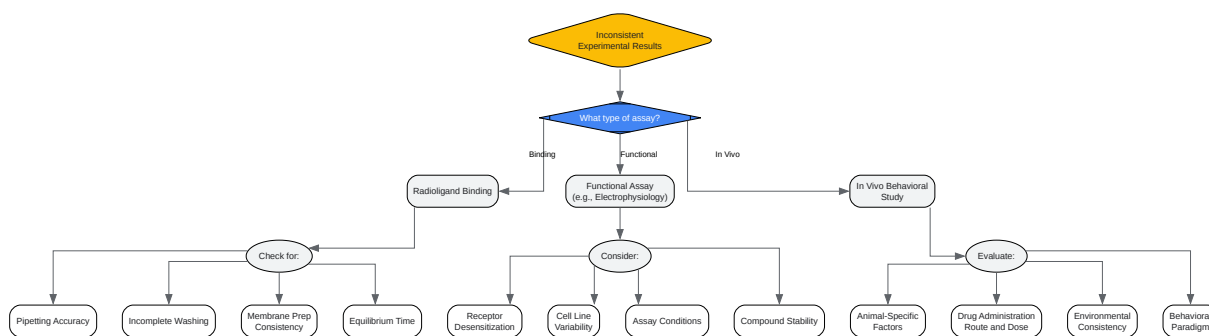 Inconsistent
Experimental Results
What type of assay?
Binding
Functional
In Vivo
Radioligand Binding
Functional Assay
(e.g., Electrophysiology)
In Vivo Behavioral
Study
Check for:
Consider:
Evaluate:
Pipetting Accuracy
Incomplete Washing
Membrane Prep
Consistency
Equilibrium Time
Receptor
Desensitization
Cell Line
Variability
Assay Conditions
Compound Stability
Animal-Specific
Factors
Drug Administration
Route and Dose
Environmental
Consistency
Behavioral
Paradigm